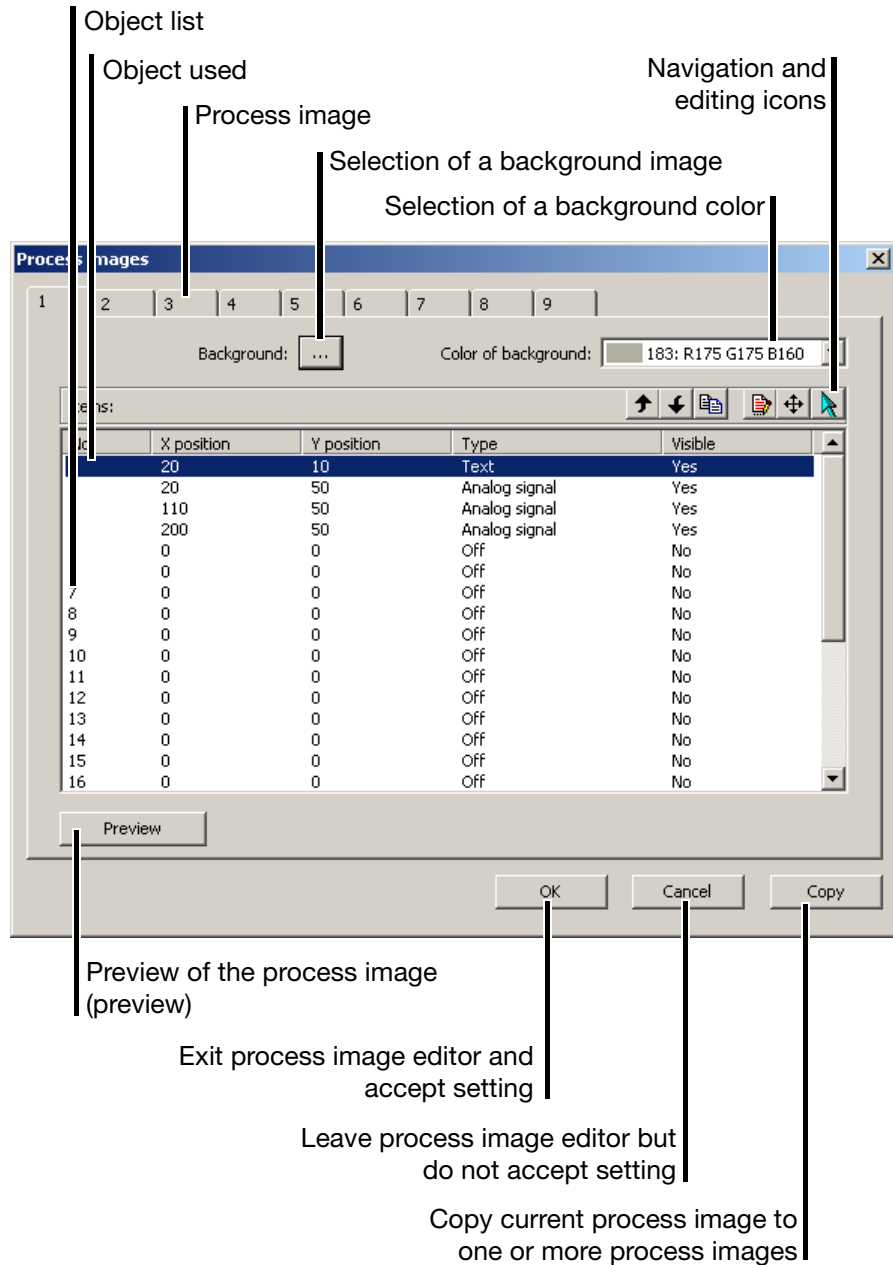 Object list
Object used
Navigation and
editing icons
Process image
Selection of a background image
Selection of a background color
Process images
1 2 3 4 5 6 7 8 9
Background: ... Color of background: 183: R175 G175 B160
Items:
No X position Y position Type Visible
20 10 Text Yes
20 50 Analog signal Yes
110 50 Analog signal Yes
200 50 Analog signal Yes
0 0 Off No
0 0 Off No
7 0 0 Off No
8 0 0 Off No
9 0 0 Off No
10 0 0 Off No
11 0 0 Off No
12 0 0 Off No
13 0 0 Off No
14 0 0 Off No
15 0 0 Off No
16 0 0 Off No
Preview
OK Cancel Copy
Preview of the process image
(preview)
Exit process image editor and
accept setting
Leave process image editor but
do not accept setting
Copy current process image to
one or more process images